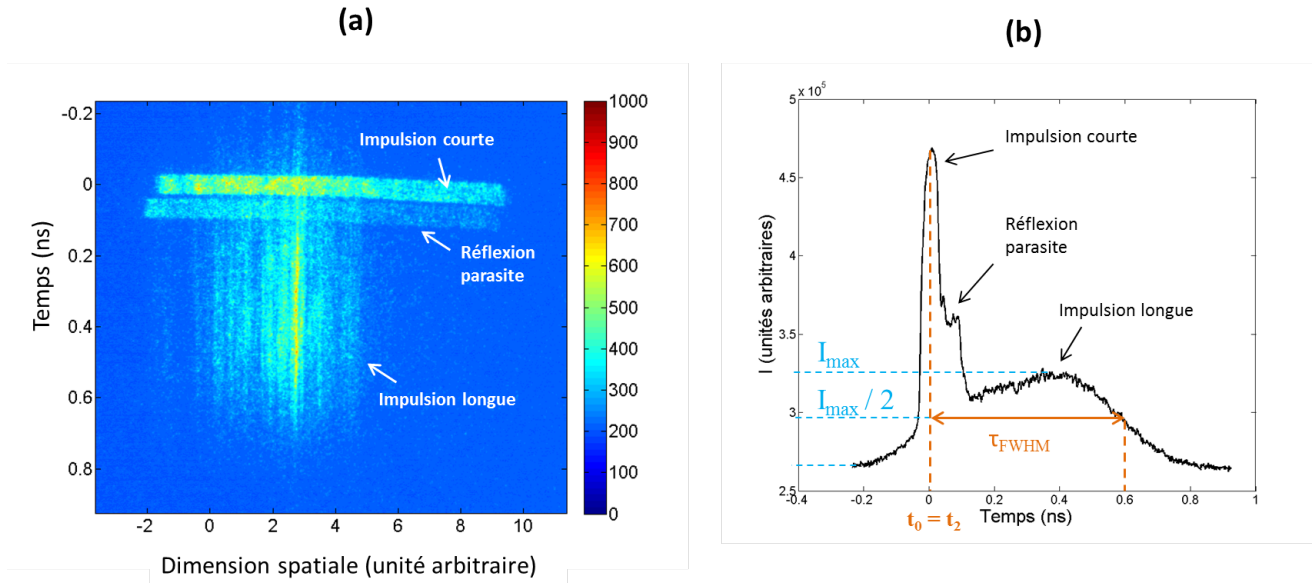 (a)
-0.2
0
0.2
0.4
0.6
0.8
Temps (ns)
-2
0
2
4
6
8
10
Dimension spatiale (unité arbitraire)
Impulsion courte
Réflexion
parasite
Impulsion longue
1000
900
800
700
600
500
400
300
200
100
0
(b)
x 10⁵
5
4.5
4
3.5
3
2.5
I (unités arbitraires)
Impulsion courte
Réflexion
parasite
Impulsion longue
Imax
Imax / 2
τFWHM
-0.4
-0.2
0
0.2
0.4
0.6
0.8
1
t0 = t2
Temps (ns)